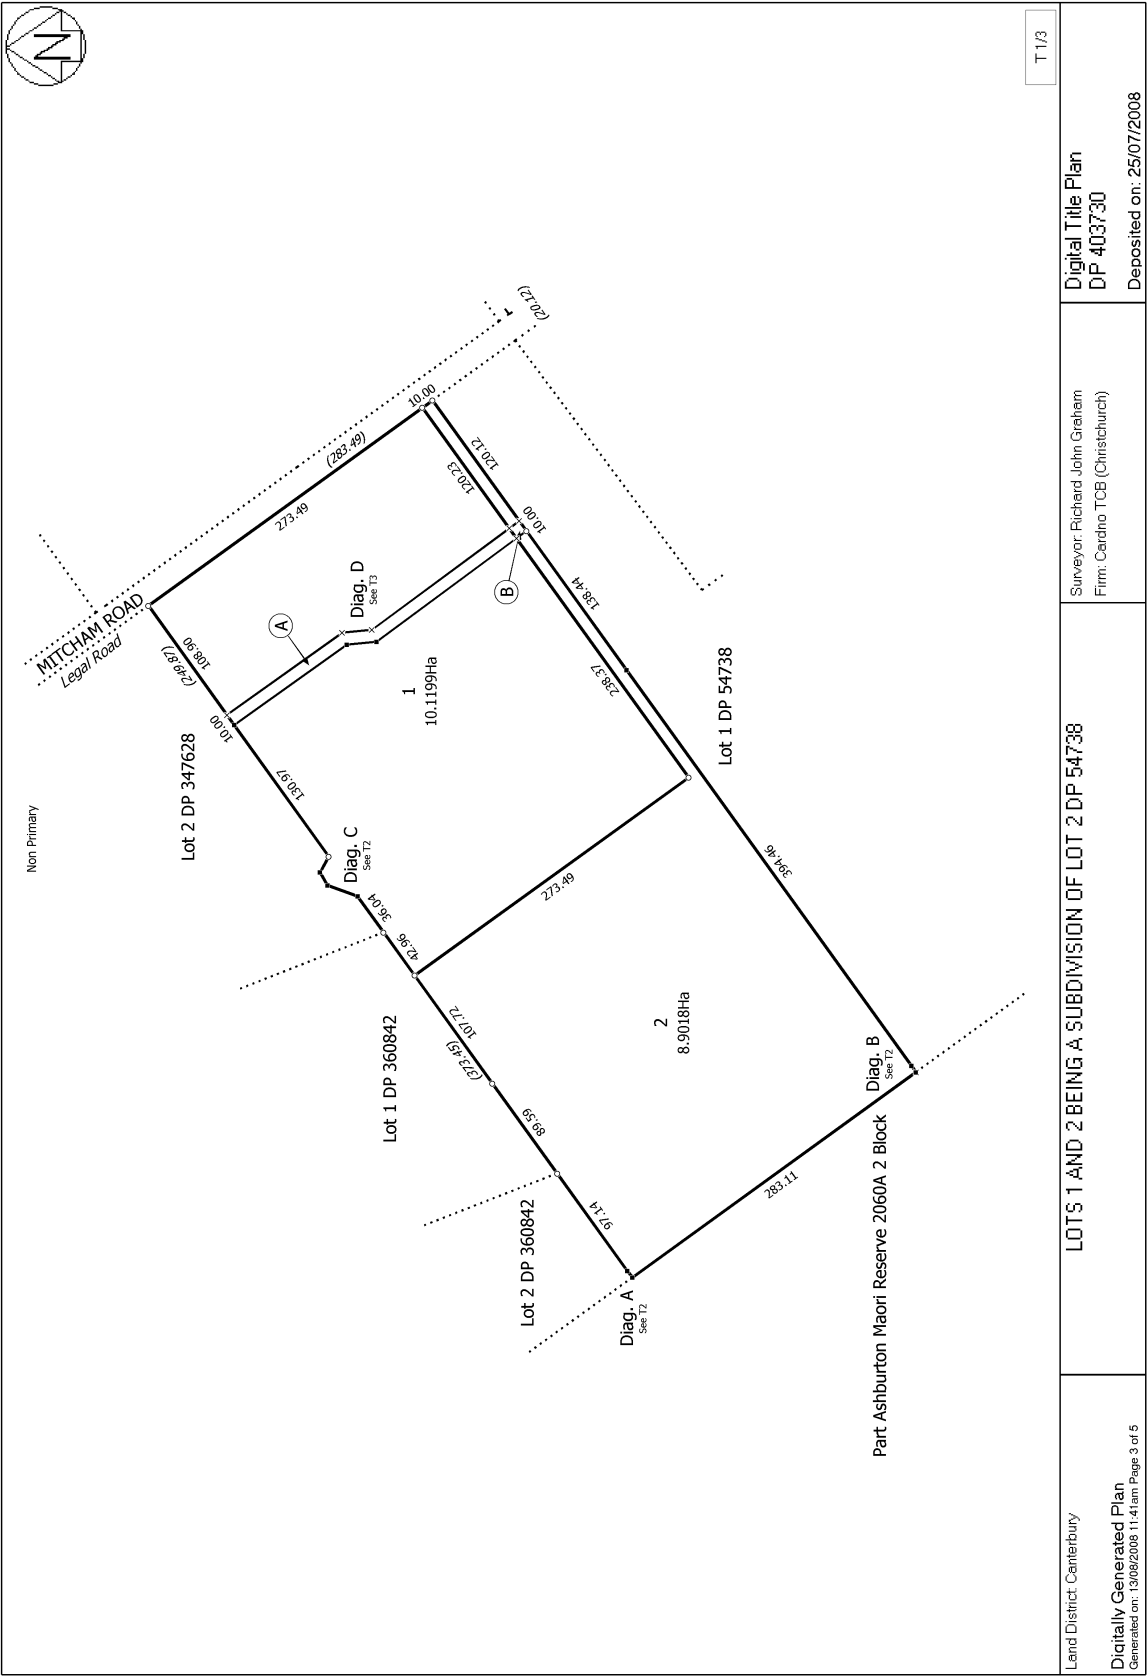 N
T 1/3
Non Primary
MITCHAM ROAD
Legal Road
Lot 2 DP 347628
(249.87)
108.90
10.00
130.97
273.49
(283.49)
10.00
(20.12)
120.23
120.12
10.00
A
B
Diag. D
See T3
1
10.1199Ha
138.44
238.37
Lot 1 DP 54738
Diag. C
See T2
36.04
42.96
273.49
394.46
Lot 1 DP 360842
107.72
(373.45)
89.59
2
8.9018Ha
Diag. B
See T2
Lot 2 DP 360842
97.14
283.11
Diag. A
See T2
Part Ashburton Maori Reserve 2060A 2 Block
Land District: Canterbury
Digitally Generated Plan
Generated on: 13/08/2008 11:41am Page 3 of 5
LOTS 1 AND 2 BEING A SUBDIVISION OF LOT 2 DP 54738
Surveyor: Richard John Graham
Firm: Cardno TCB (Christchurch)
Digital Title Plan
DP 403730
Deposited on: 25/07/2008